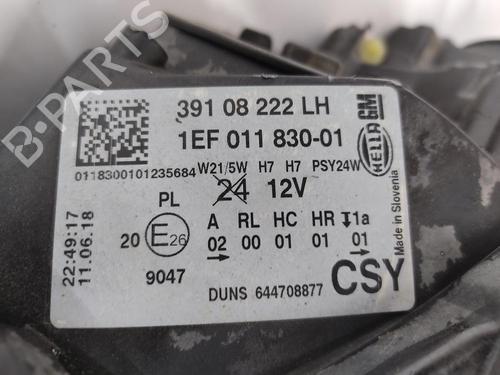 391 08 222 LH
1EF 011 830-01
HELLA GM
Made in Slovenia
0118300101235684
W21/5W H7 H7 PSY24W
24 12V
PL
A RL HC HR 1a
20 E26 02 00 01 01 01
9047
22:49:17
11.06.18
DUNS 644708877
CSY
B-PARTS